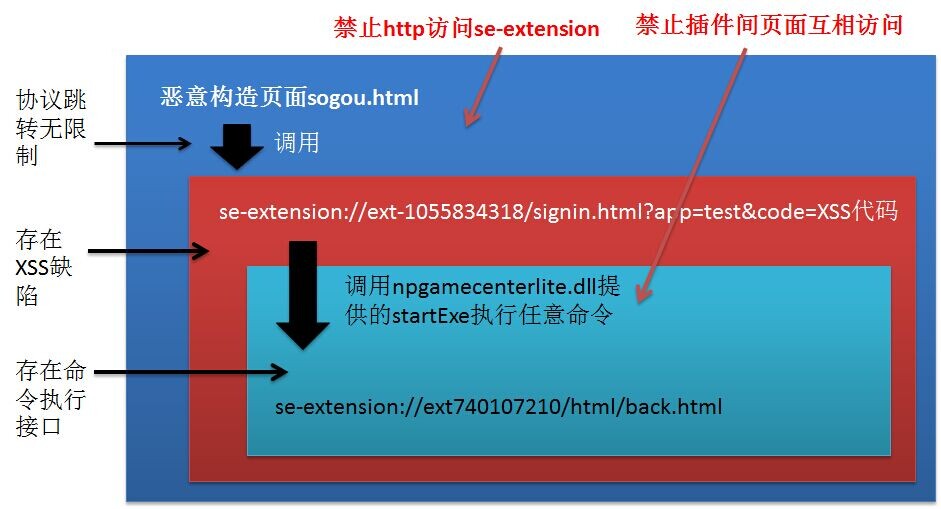 禁止http访问se-extension
禁止插件间页面互相访问
恶意构造页面sogou.html
协议跳
转无限
制
调用
se-extension://ext-1055834318/signin.html?app=test&code=XSS代码
存在
XSS缺
陷
调用npgamecenterlite.dll提
供的startExe执行任意命令
存在命
令执行
接口
se-extension://ext740107210/html/back.html